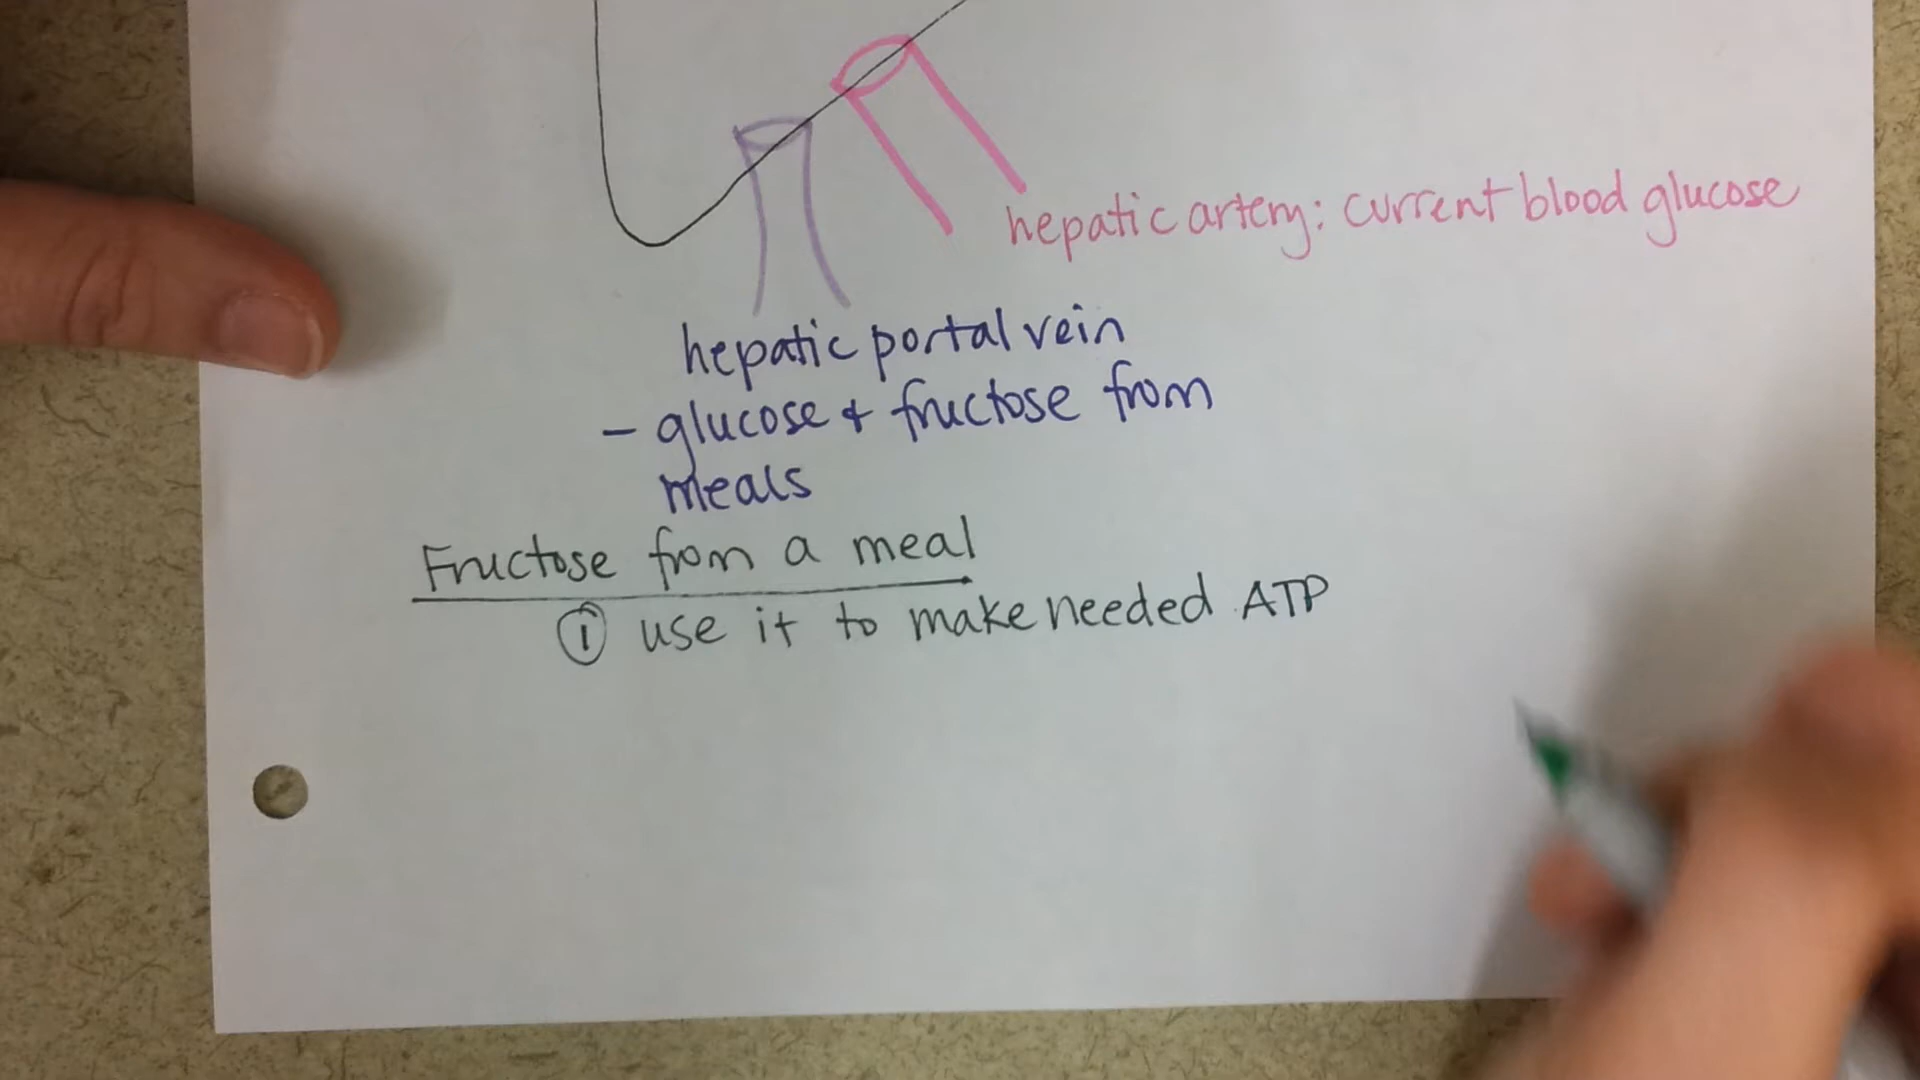 hepatic artery: current blood glucose
hepatic portal vein
- glucose + fructose from
meals
Fructose from a meal
① use it to make needed ATP